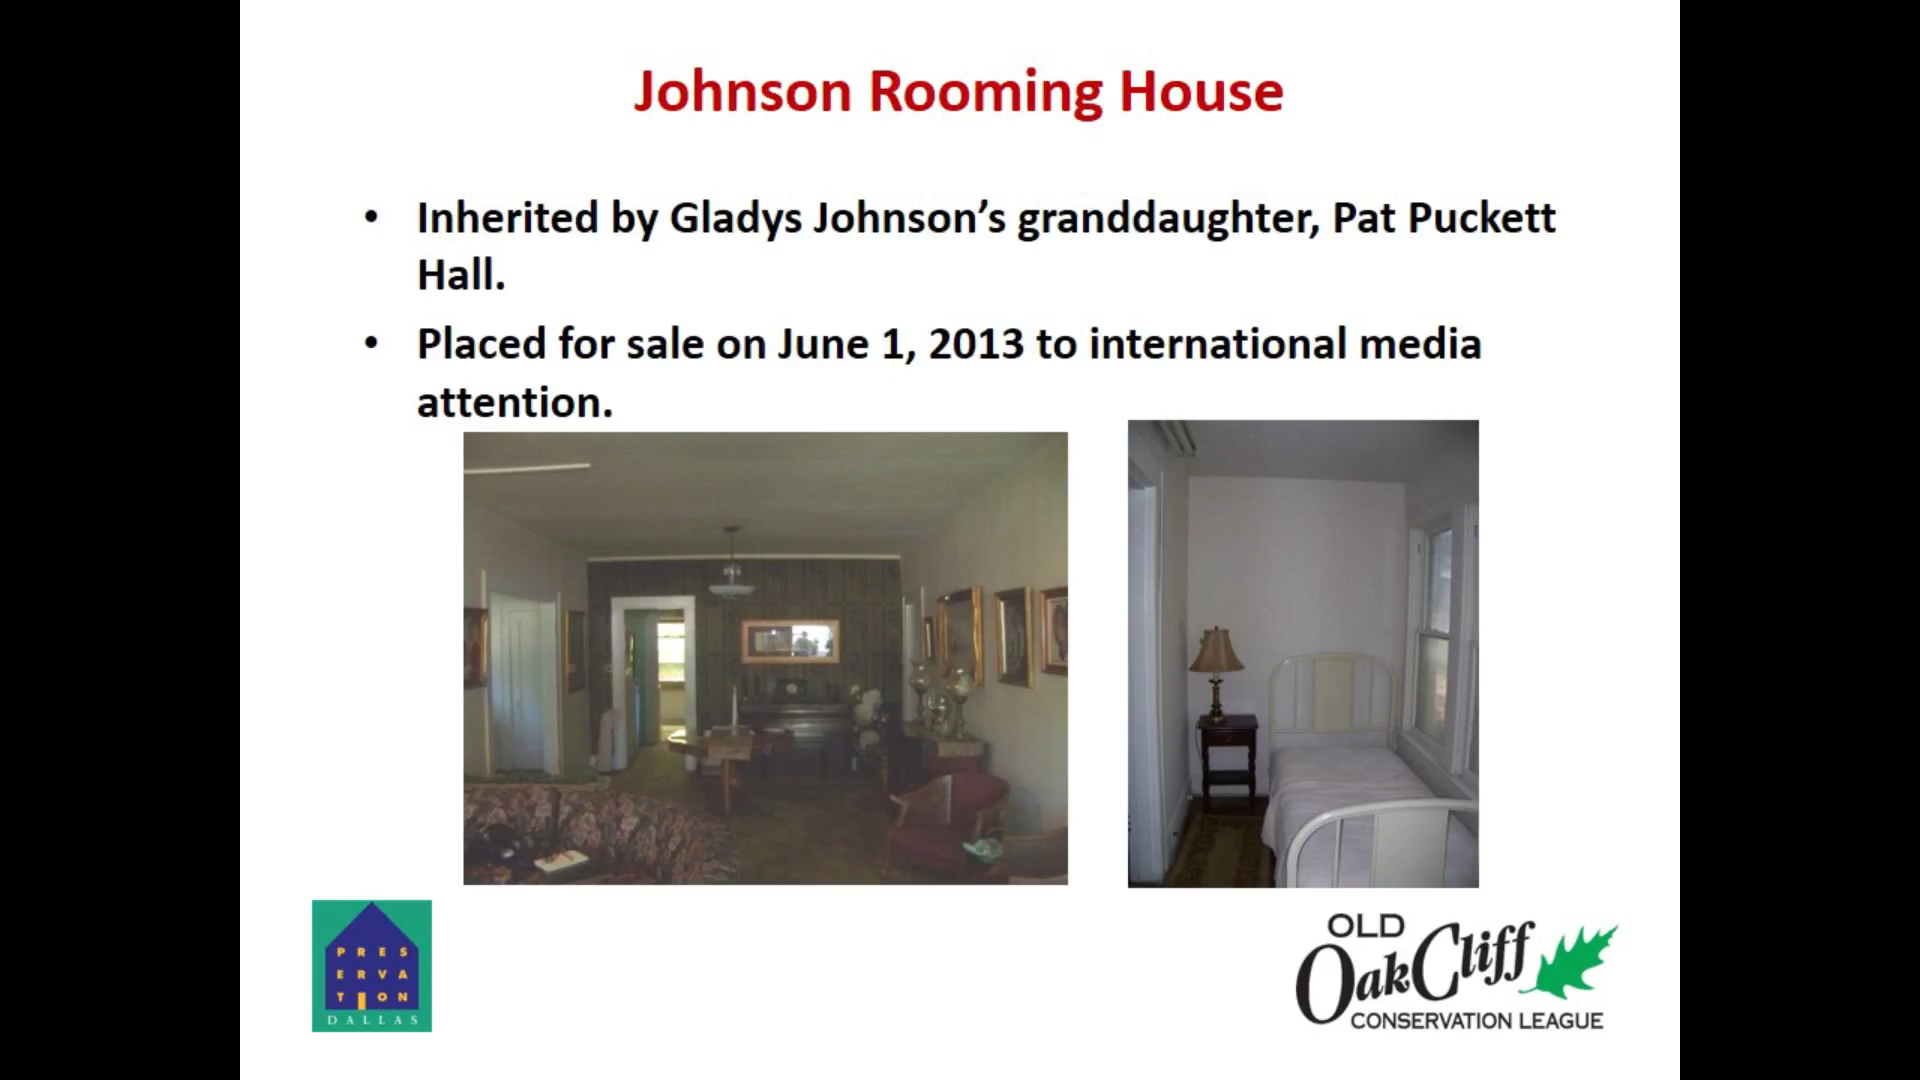 Johnson Rooming House
• Inherited by Gladys Johnson’s granddaughter, Pat Puckett
Hall.
• Placed for sale on June 1, 2013 to international media
attention.
PRES
ERVA
TION
DALLAS
OLD
Oak Cliff
CONSERVATION LEAGUE